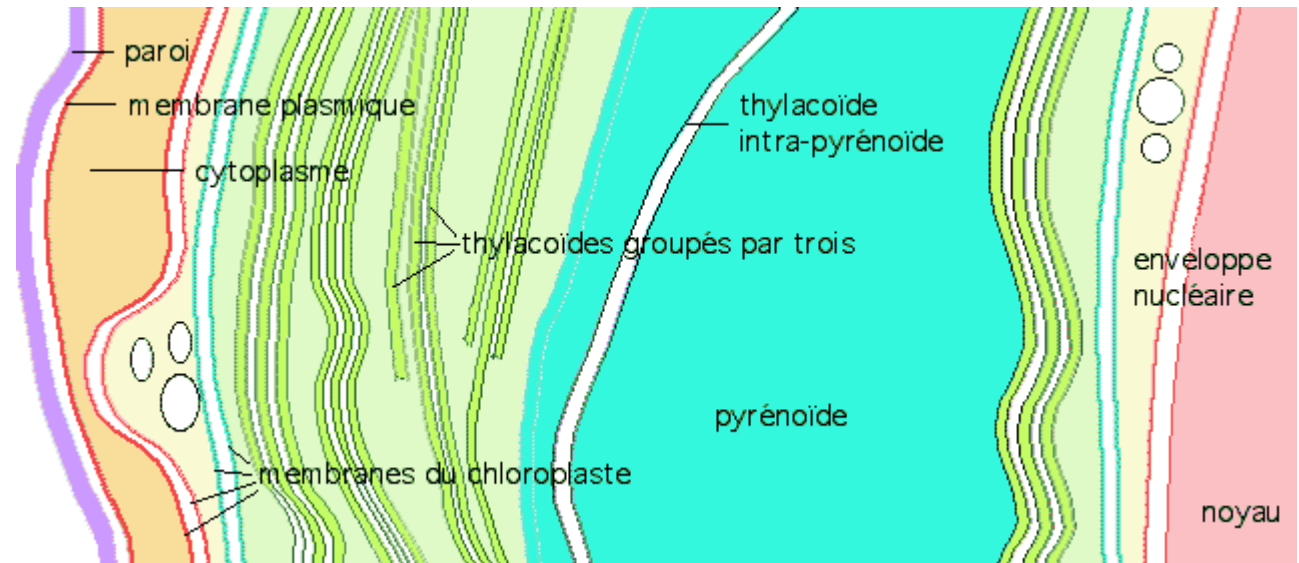 paroi
membrane plasmique
cytoplasme
thylacoïde
intra-pyrénoïde
thylacoïdes groupés par trois
enveloppe
nucléaire
pyrénoïde
membranes du chloroplaste
noyau